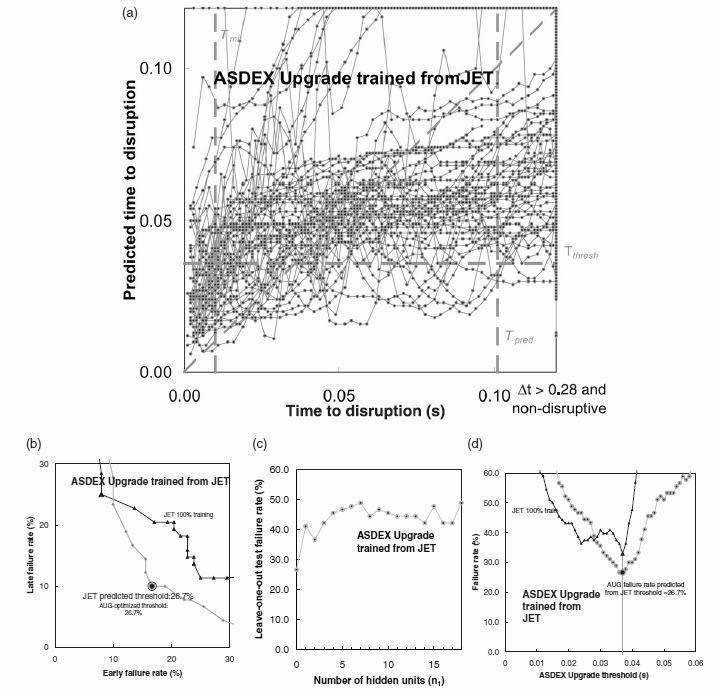 (a)
T
ASDEX Upgrade trained fromJET
Predicted time to disruption
0.10
0.05
0.00
T thresh
T pred
0.00
0.05
0.10
Δt > 0.28 and
non-disruptive
Time to disruption (s)
(b)
30
20
10
0
Late failure rate (%)
ASDEX Upgrade trained from JET
JET 100% training
JET predicted threshold:26.7%
AUG-optimized threshold:
26.7%
0
10
20
30
Early failure rate (%)
(c)
60.0
50.0
40.0
30.0
20.0
10.0
0.0
Leave-one-out test failure rate (%)
ASDEX Upgrade
trained from JET
0
5
10
15
Number of hidden units (n1)
(d)
60.0
50.0
40.0
30.0
20.0
10.0
0.0
Failure rate (%)
JET 100% trai
AUG failure rate predicted
from JET threshold =26.7%
ASDEX Upgrade
trained from
JET
0
0.01
0.02
0.03
0.04
0.05
0.06
ASDEX Upgrade threshold (s)